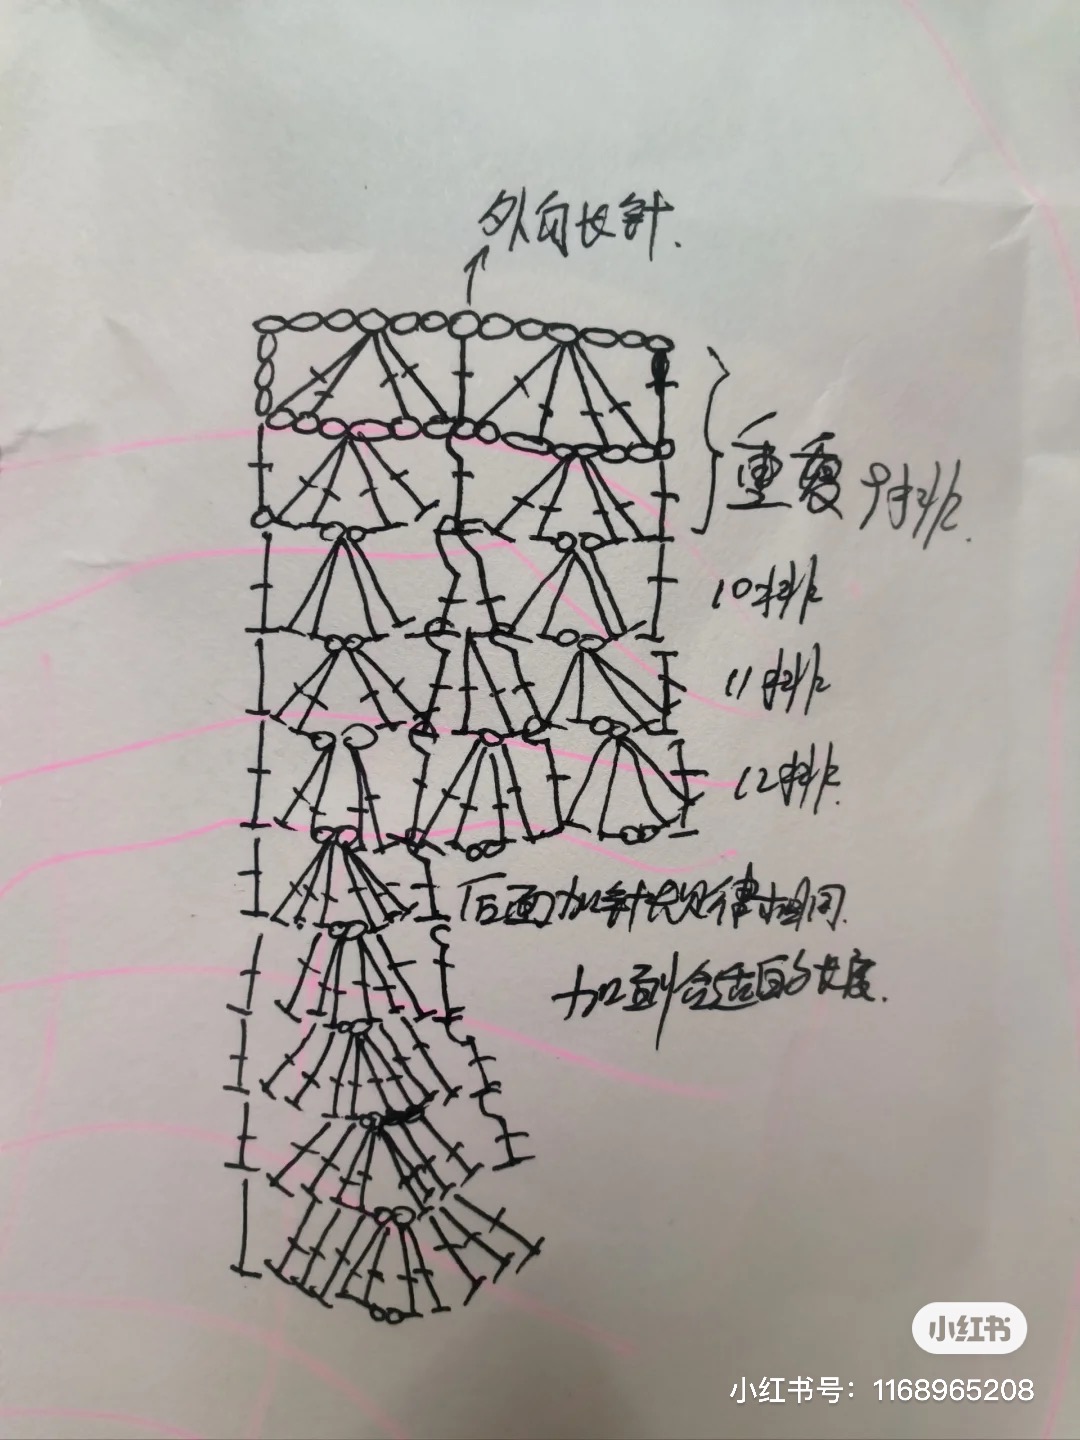 外向长针.
重复9排.
10排
11排
12排.
后面加针规律相同.
加到合适的长度.
小红书
小红书号：1168965208